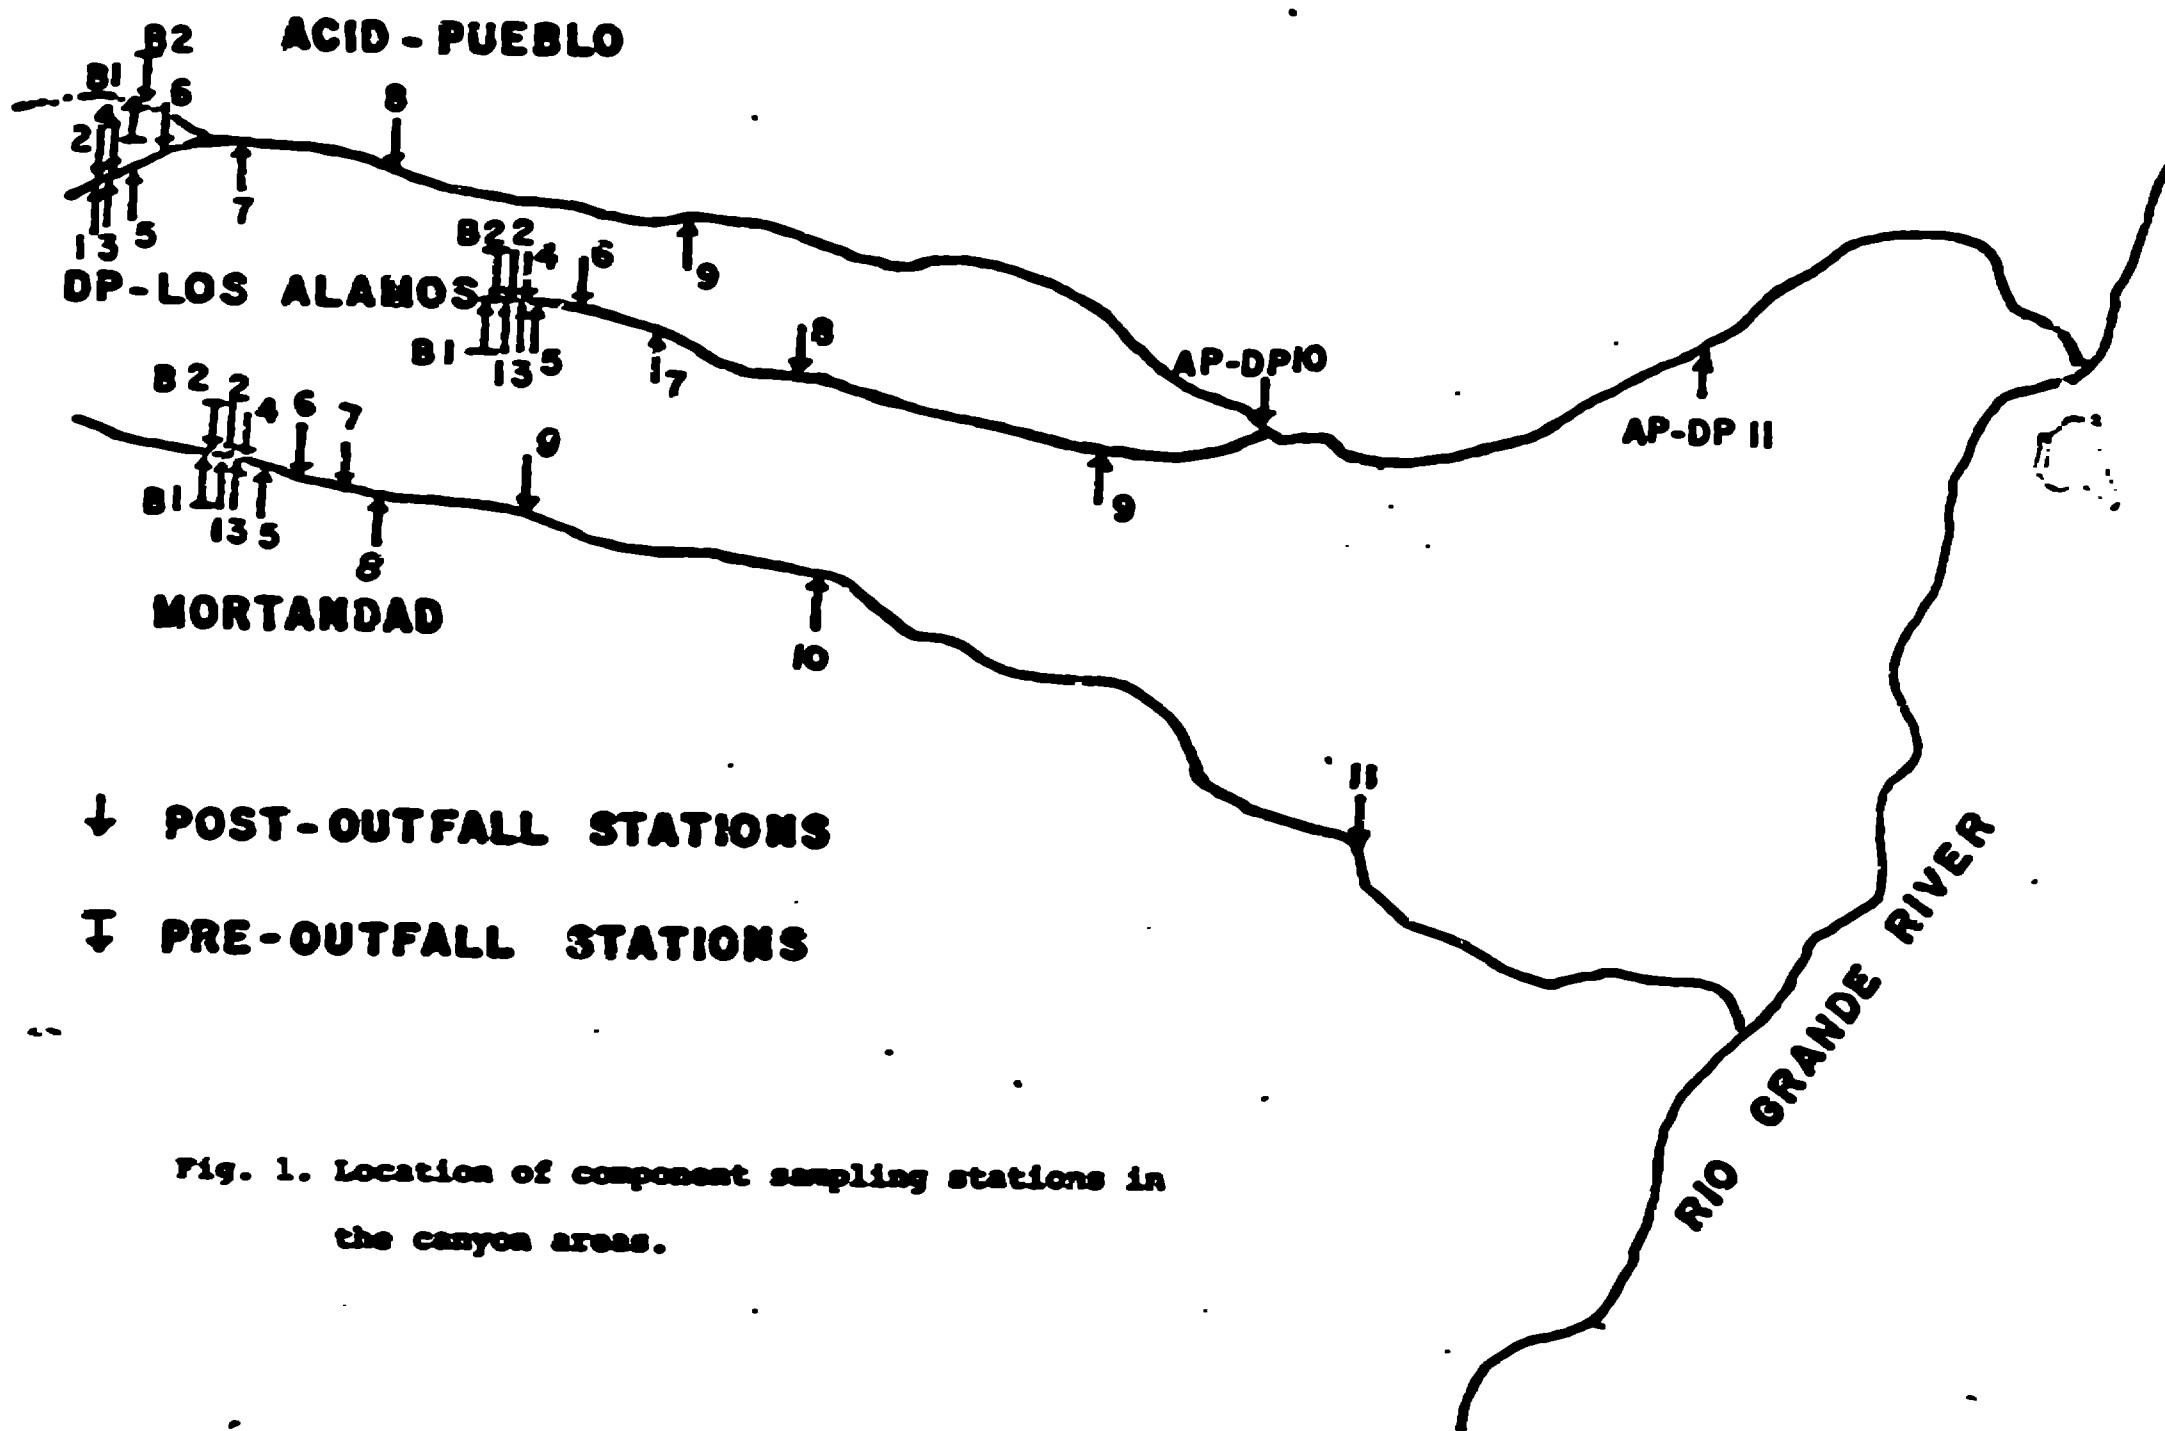 ACID-PUEBLO
B2
B1
6
8
4
2
7
5
1 3
9
DP-LOS ALAMOS
B2 2
4
6
8
B1
1 3 5
7
AP-DP10
AP-DP 11
9
B2 2
4 6 7
9
B1
1 3 5
8
MORTANDAD
10
11
POST-OUTFALL STATIONS
PRE-OUTFALL STATIONS
RIO GRANDE RIVER
Fig. 1. Location of component sampling stations in
the canyon areas.